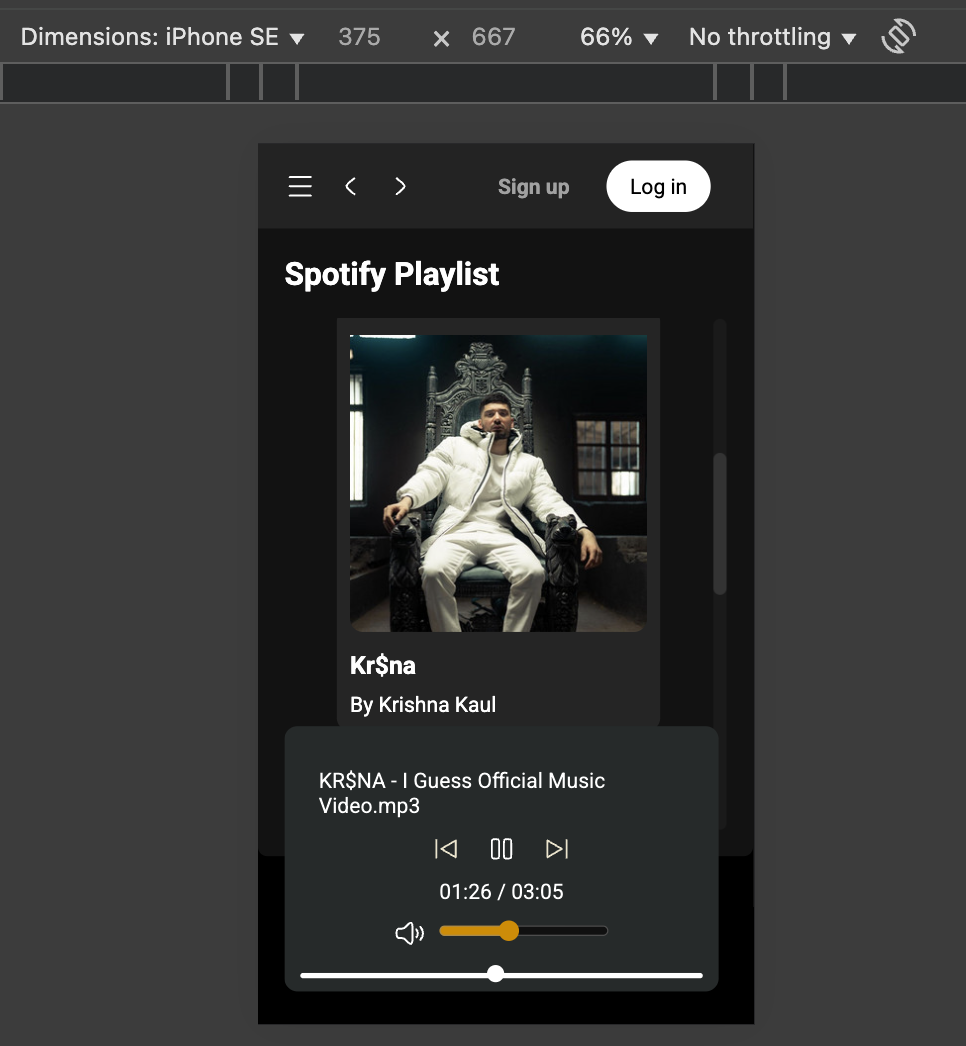 Dimensions: iPhone SE ▼ 375 × 667 66% ▼ No throttling ▼
Sign up Log in
Spotify Playlist
Kr$na
By Krishna Kaul
KR$NA - I Guess Official Music
Video.mp3
01:26 / 03:05